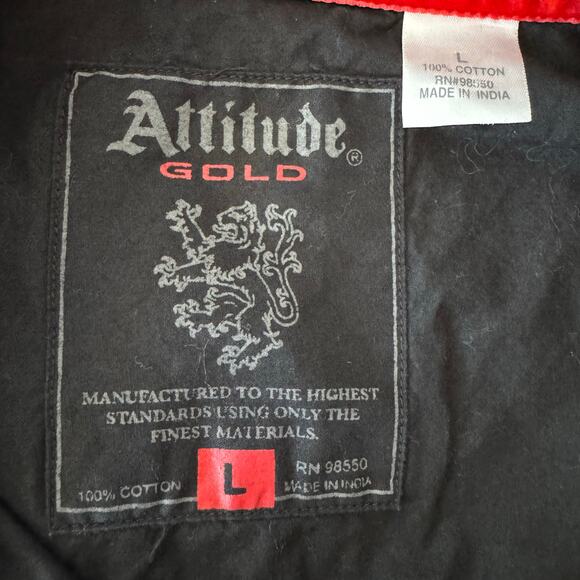 L
100% COTTON
RN#98550
MADE IN INDIA
Attitude®
GOLD
MANUFACTURED TO THE HIGHEST
STANDARDS USING ONLY THE
FINEST MATERIALS.
100% COTTON L RN 98550
MADE IN INDIA